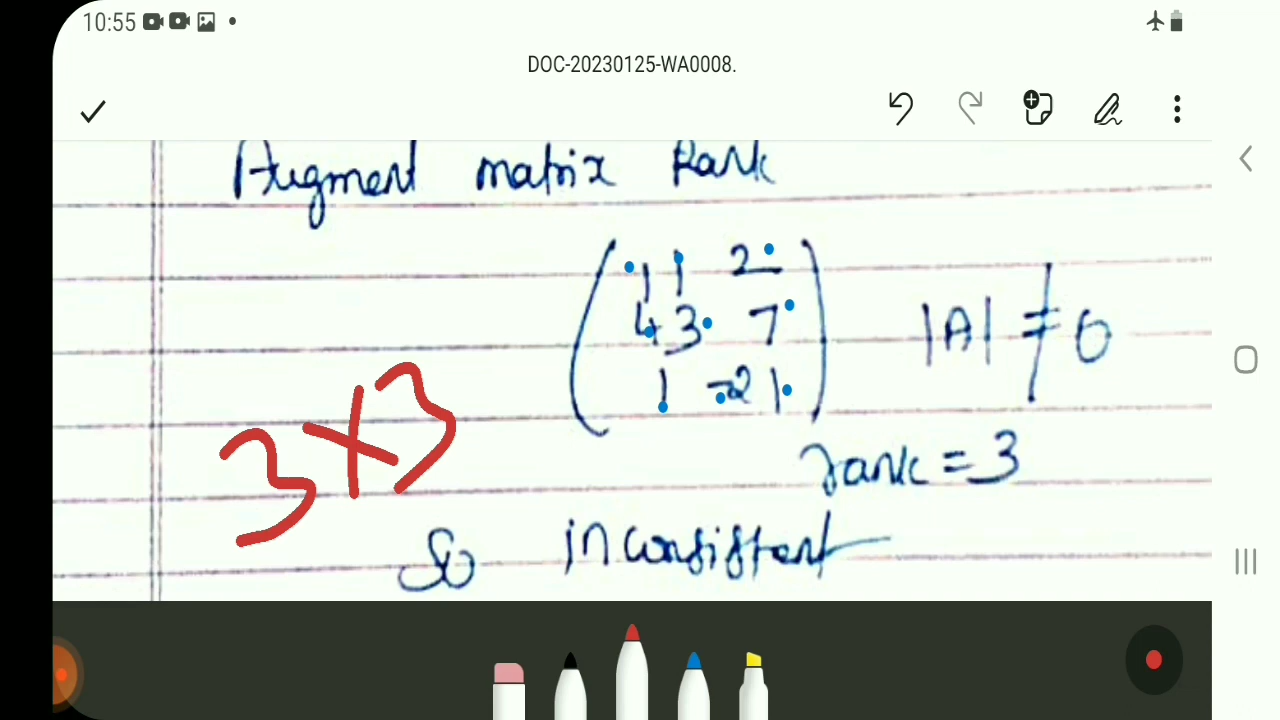 10:55
DOC-20230125-WA0008.
Augment matrix Rank
1 1 2
4 3 7 |A| ≠ 0
1 -2 1
3×3
rank = 3
So inconsistent